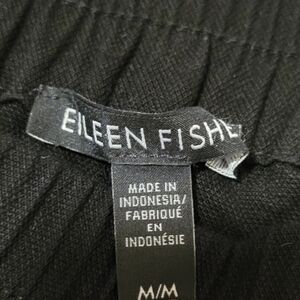 EILEEN FISHE
MADE IN
INDONESIA/
FABRIQUÉ
EN
INDONÉSIE
M/M